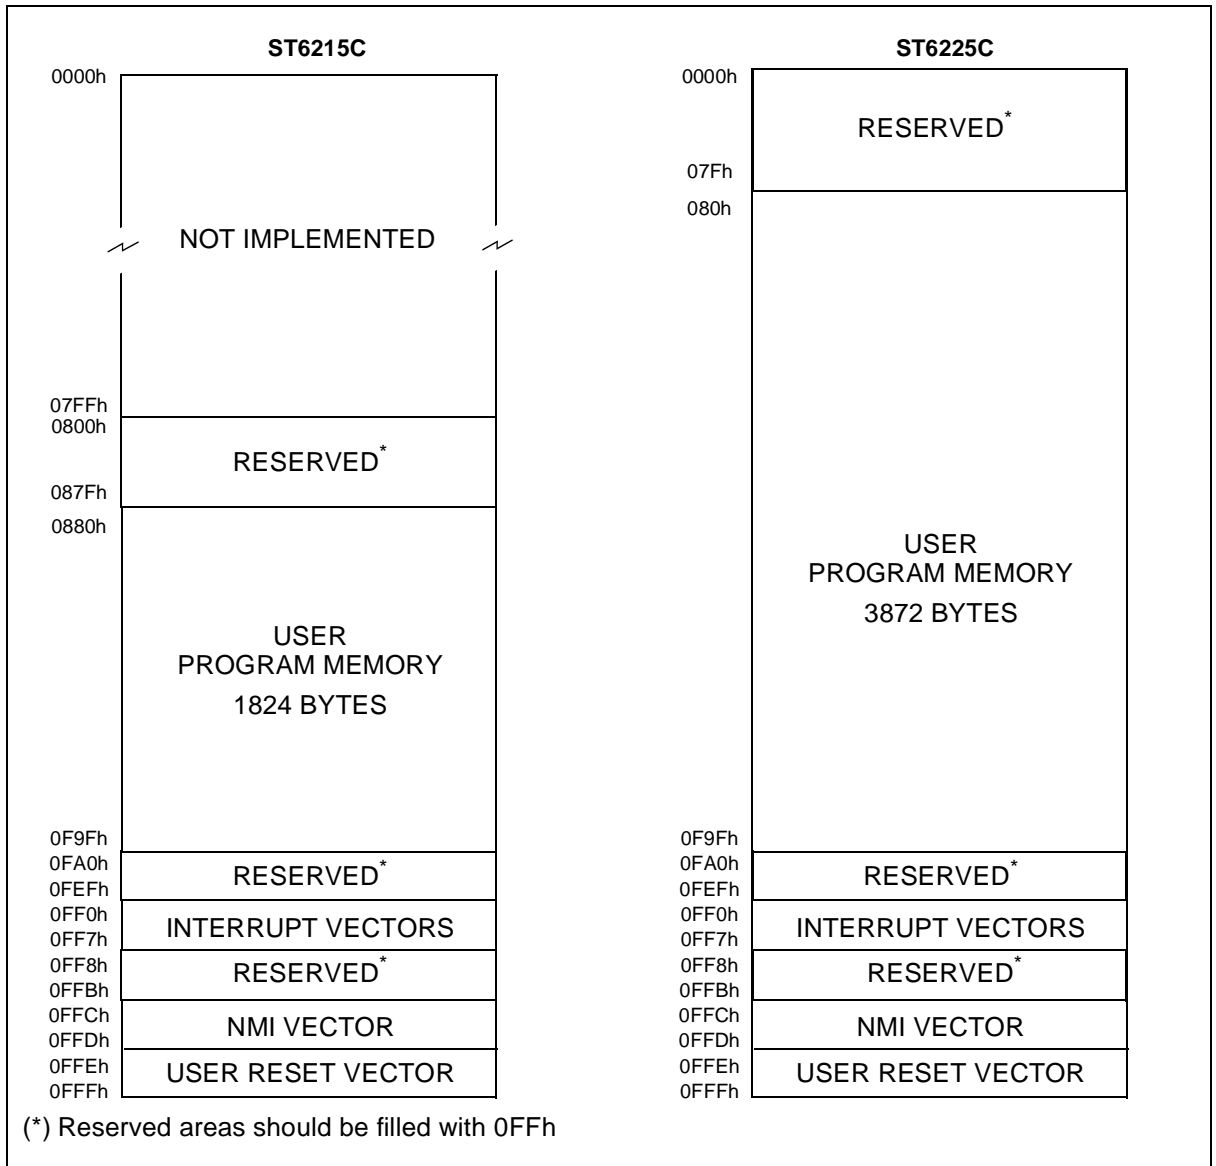 ST6215C
0000h
NOT IMPLEMENTED
07FFh
0800h
RESERVED*
087Fh
0880h
USER
PROGRAM MEMORY
1824 BYTES
0F9Fh
0FA0h
RESERVED*
0FEFh
0FF0h
INTERRUPT VECTORS
0FF7h
0FF8h
RESERVED*
0FFBh
0FFCh
NMI VECTOR
0FFDh
0FFEh
USER RESET VECTOR
0FFFh
ST6225C
0000h
RESERVED*
07Fh
080h
USER
PROGRAM MEMORY
3872 BYTES
0F9Fh
0FA0h
RESERVED*
0FEFh
0FF0h
INTERRUPT VECTORS
0FF7h
0FF8h
RESERVED*
0FFBh
0FFCh
NMI VECTOR
0FFDh
0FFEh
USER RESET VECTOR
0FFFh
(*) Reserved areas should be filled with 0FFh